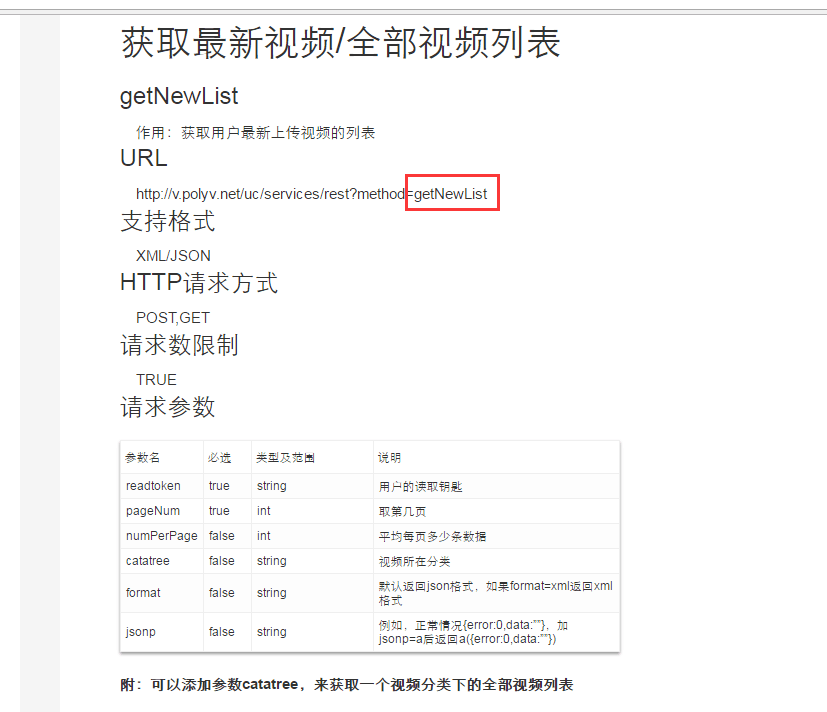 获取最新视频/全部视频列表
getNewList
作用：获取用户最新上传视频的列表
URL
http://v.polyv.net/uc/services/rest?method=getNewList
支持格式
XML/JSON
HTTP请求方式
POST,GET
请求数限制
TRUE
请求参数
参数名 必选 类型及范围 说明
readtoken true string 用户的读取钥匙
pageNum true int 取第几页
numPerPage false int 平均每页多少条数据
catatree false string 视频所在分类
format false string 默认返回json格式，如果format=xml返回xml
格式
jsonp false string 例如，正常情况{error:0,data:””}，加
jsonp=a后返回a({error:0,data:””})
附：可以添加参数catatree，来获取一个视频分类下的全部视频列表